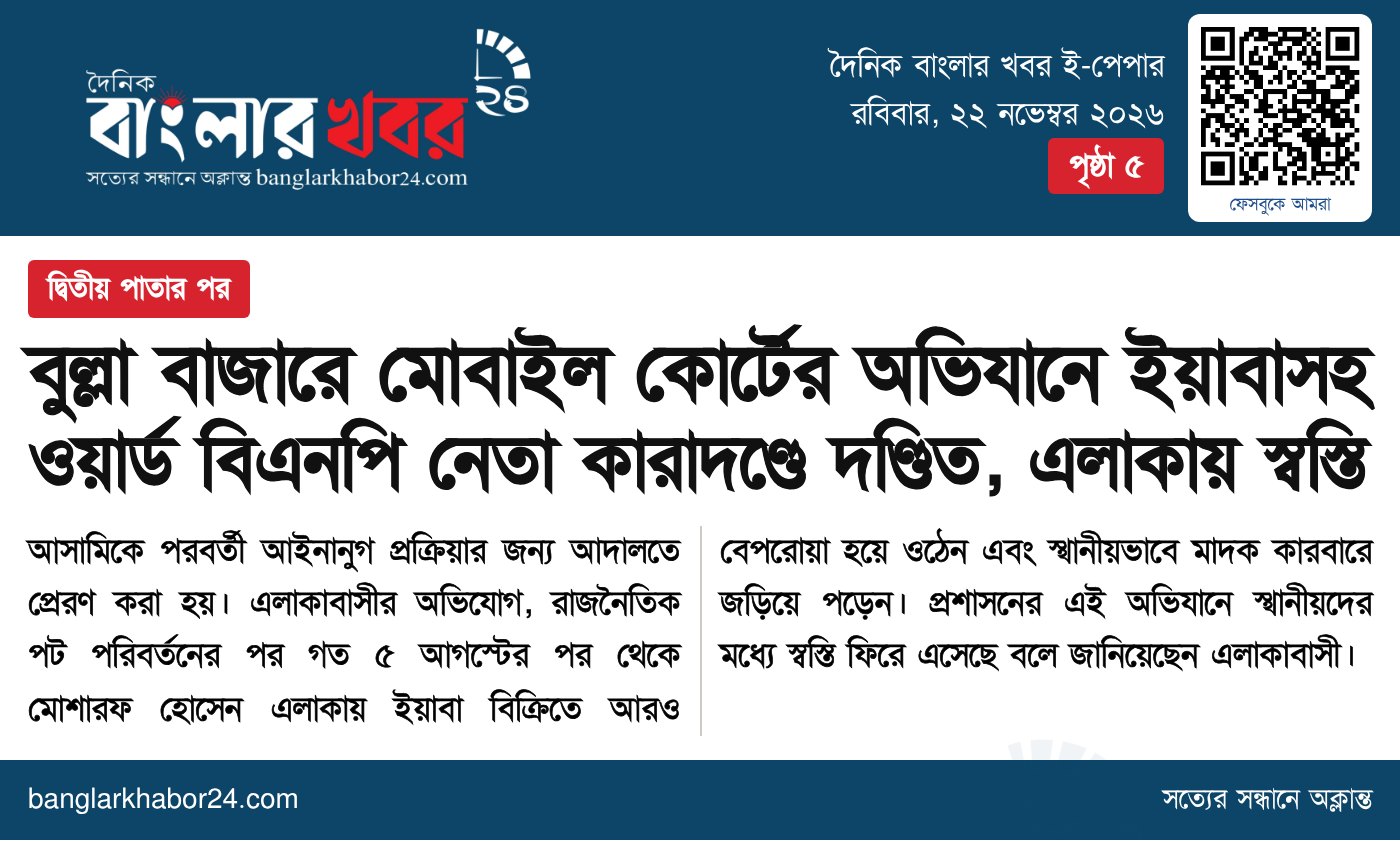 দৈনিক
বাংলার খবর
২৪
সত্যের সন্ধানে অক্লান্ত banglarkhabor24.com
দৈনিক বাংলার খবর ই-পেপার
রবিবার, ২২ নভেম্বর ২০২৬
পৃষ্ঠা ৫
ফেসবুকে আমরা
দ্বিতীয় পাতার পর
বুল্লা বাজারে মোবাইল কোর্টের অভিযানে ইয়াবাসহ
ওয়ার্ড বিএনপি নেতা কারাদণ্ডে দণ্ডিত, এলাকায় স্বস্তি
আসামিকে পরবর্তী আইনানুগ প্রক্রিয়ার জন্য আদালতে
প্রেরণ করা হয়। এলাকাবাসীর অভিযোগ, রাজনৈতিক
পট পরিবর্তনের পর গত ৫ আগস্টের পর থেকে
মোশারফ হোসেন এলাকায় ইয়াবা বিক্রিতে আরও
বেপরোয়া হয়ে ওঠেন এবং স্থানীয়ভাবে মাদক কারবারে
জড়িয়ে পড়েন। প্রশাসনের এই অভিযানে স্থানীয়দের
মধ্যে স্বস্তি ফিরে এসেছে বলে জানিয়েছেন এলাকাবাসী।
banglarkhabor24.com
সত্যের সন্ধানে অক্লান্ত